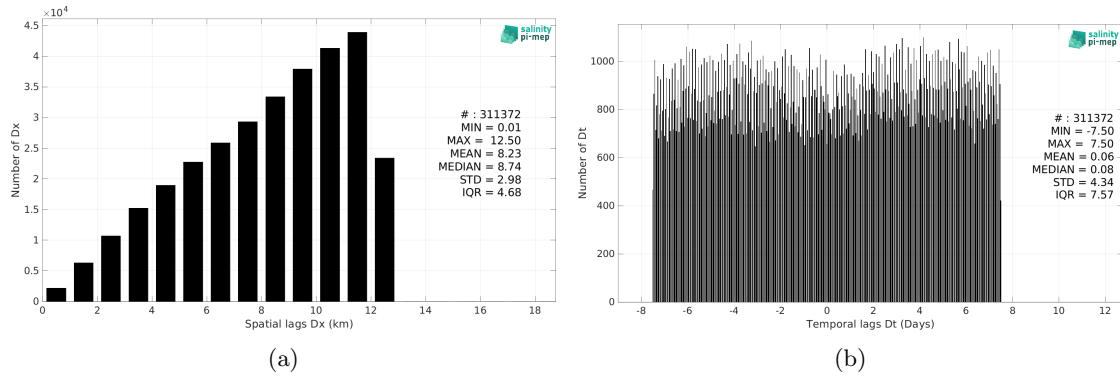 ×10⁴
4.5
4
3.5
3
2.5
2
1.5
1
0.5
0
Number of Dx
0 2 4 6 8 10 12 14 16 18
Spatial lags Dx (km)
salinity
pi-mep
# : 311372
MIN = 0.01
MAX = 12.50
MEAN = 8.23
MEDIAN = 8.74
STD = 2.98
IQR = 4.68
(a)
1000
800
600
400
200
0
Number of Dt
-8 -6 -4 -2 0 2 4 6 8 10 12
Temporal lags Dt (Days)
salinity
pi-mep
# : 311372
MIN = -7.50
MAX = 7.50
MEAN = 0.06
MEDIAN = 0.08
STD = 4.34
IQR = 7.57
(b)